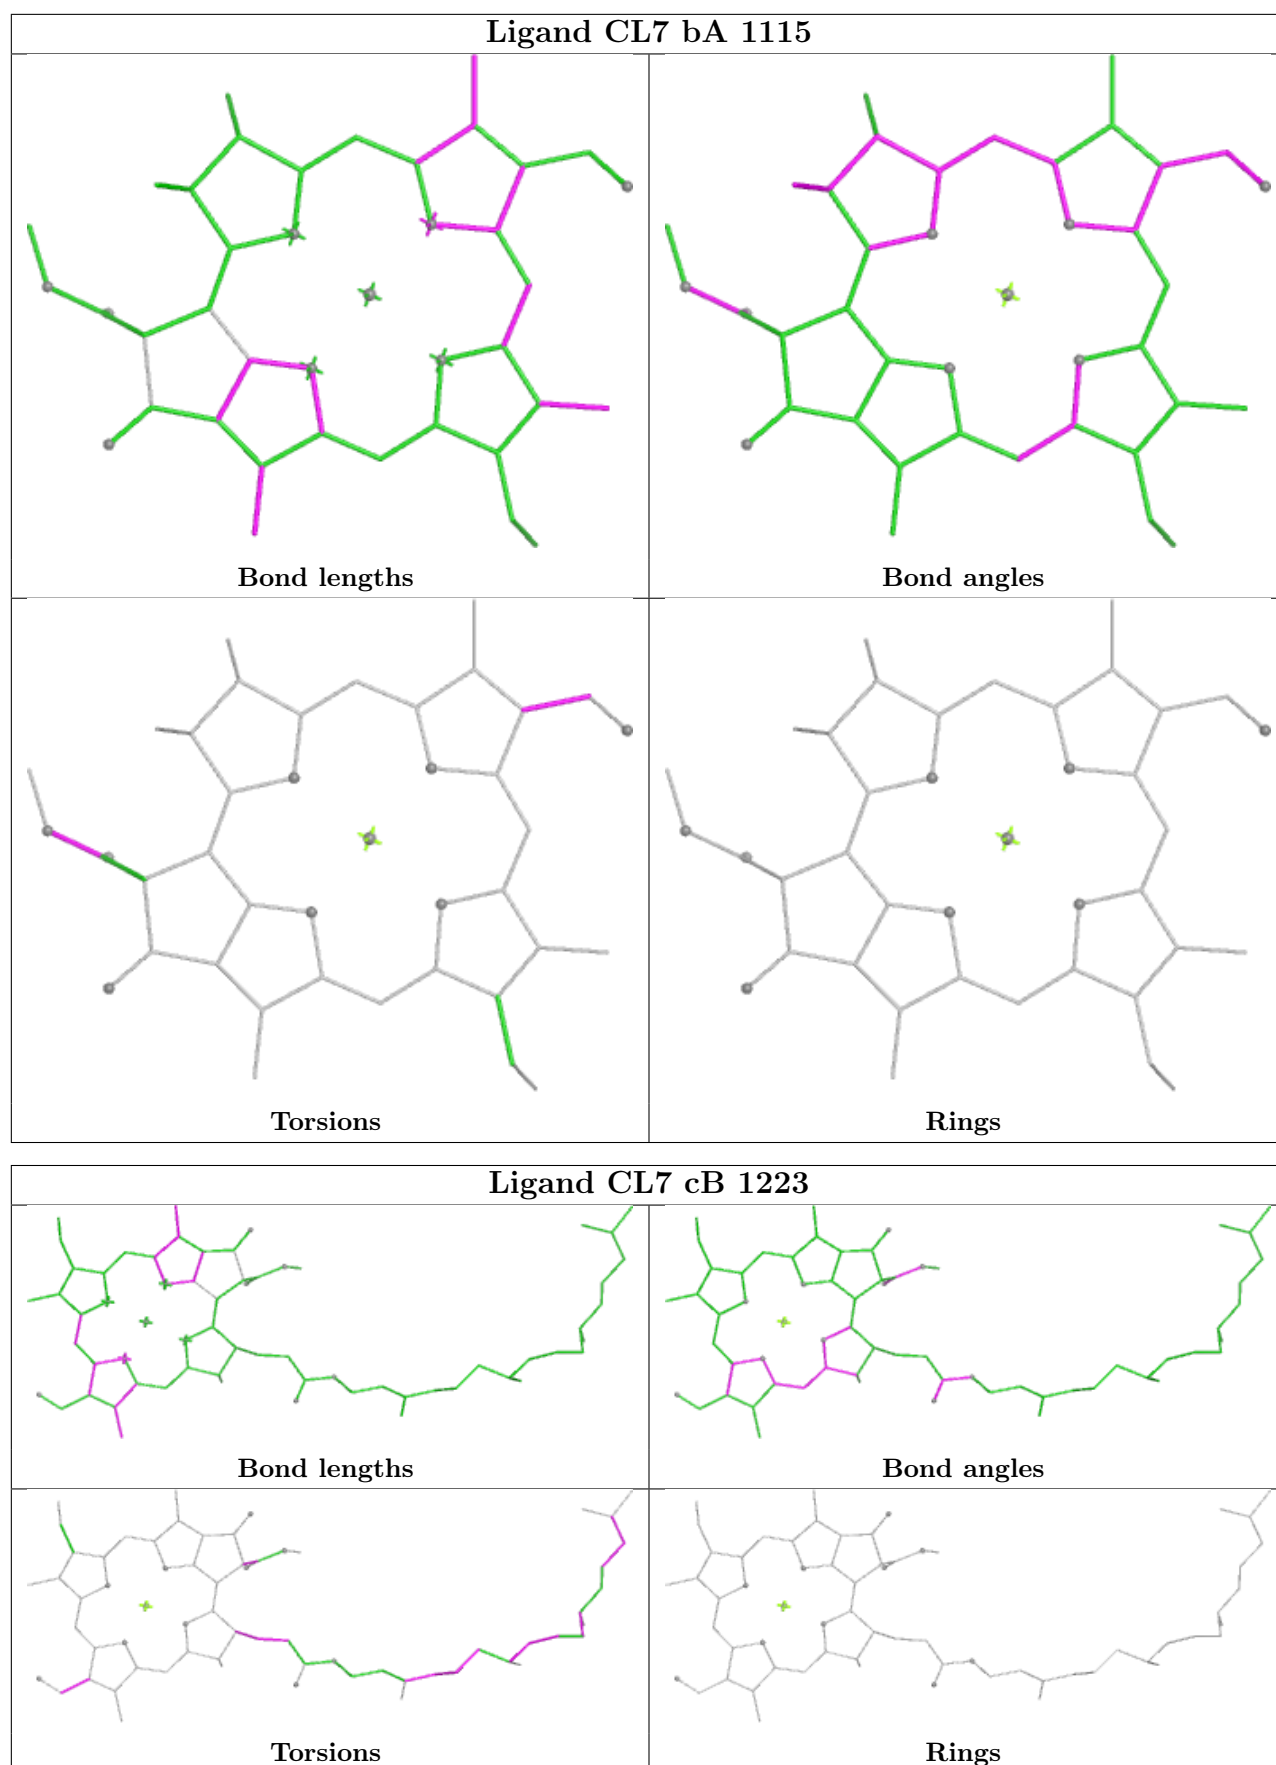 Ligand CL7 bA 1115
Bond lengths
Bond angles
Torsions
Rings
Ligand CL7 cB 1223
Bond lengths
Bond angles
Torsions
Rings